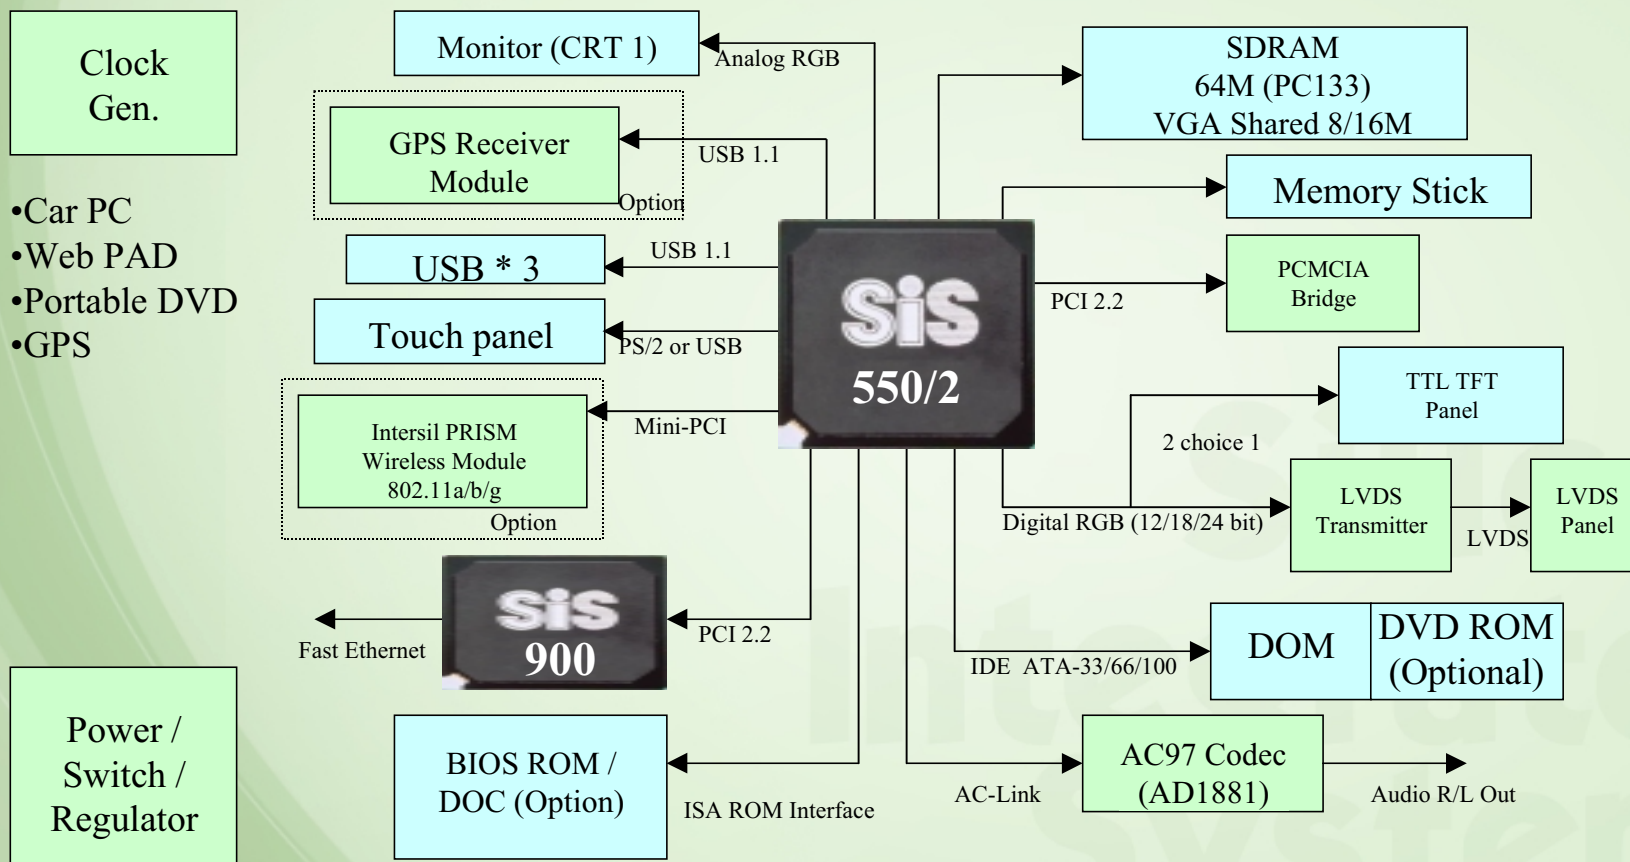 Clock
Gen.
•Car PC
•Web PAD
•Portable DVD
•GPS
Power /
Switch /
Regulator
Monitor (CRT 1)
Analog RGB
GPS Receiver
Module
Option
USB 1.1
USB * 3
USB 1.1
Touch panel
PS/2 or USB
Intersil PRISM
Wireless Module
802.11a/b/g
Option
Mini-PCI
SiS
900
Fast Ethernet
PCI 2.2
BIOS ROM /
DOC (Option)
ISA ROM Interface
SiS
550/2
SDRAM
64M (PC133)
VGA Shared 8/16M
Memory Stick
PCMCIA
Bridge
PCI 2.2
TTL TFT
Panel
2 choice 1
Digital RGB (12/18/24 bit)
LVDS
Transmitter
LVDS
LVDS
Panel
IDE ATA-33/66/100
DOM
DVD ROM
(Optional)
AC-Link
AC97 Codec
(AD1881)
Audio R/L Out